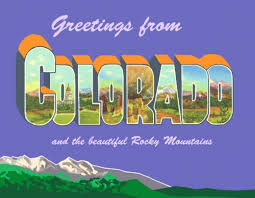 Greetings from
COLORADO
and the beautiful Rocky Mountains